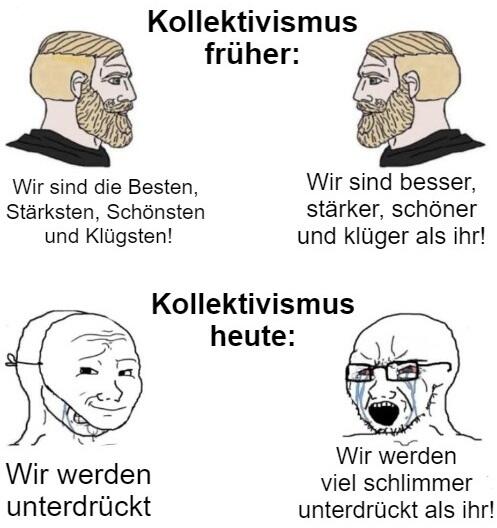 Kollektivismus
früher:
Wir sind die Besten,
Stärksten, Schönsten
und Klügsten!
Wir sind besser,
stärker, schöner
und klüger als ihr!
Kollektivismus
heute:
Wir werden
unterdrückt
Wir werden
viel schlimmer
unterdrückt als ihr!